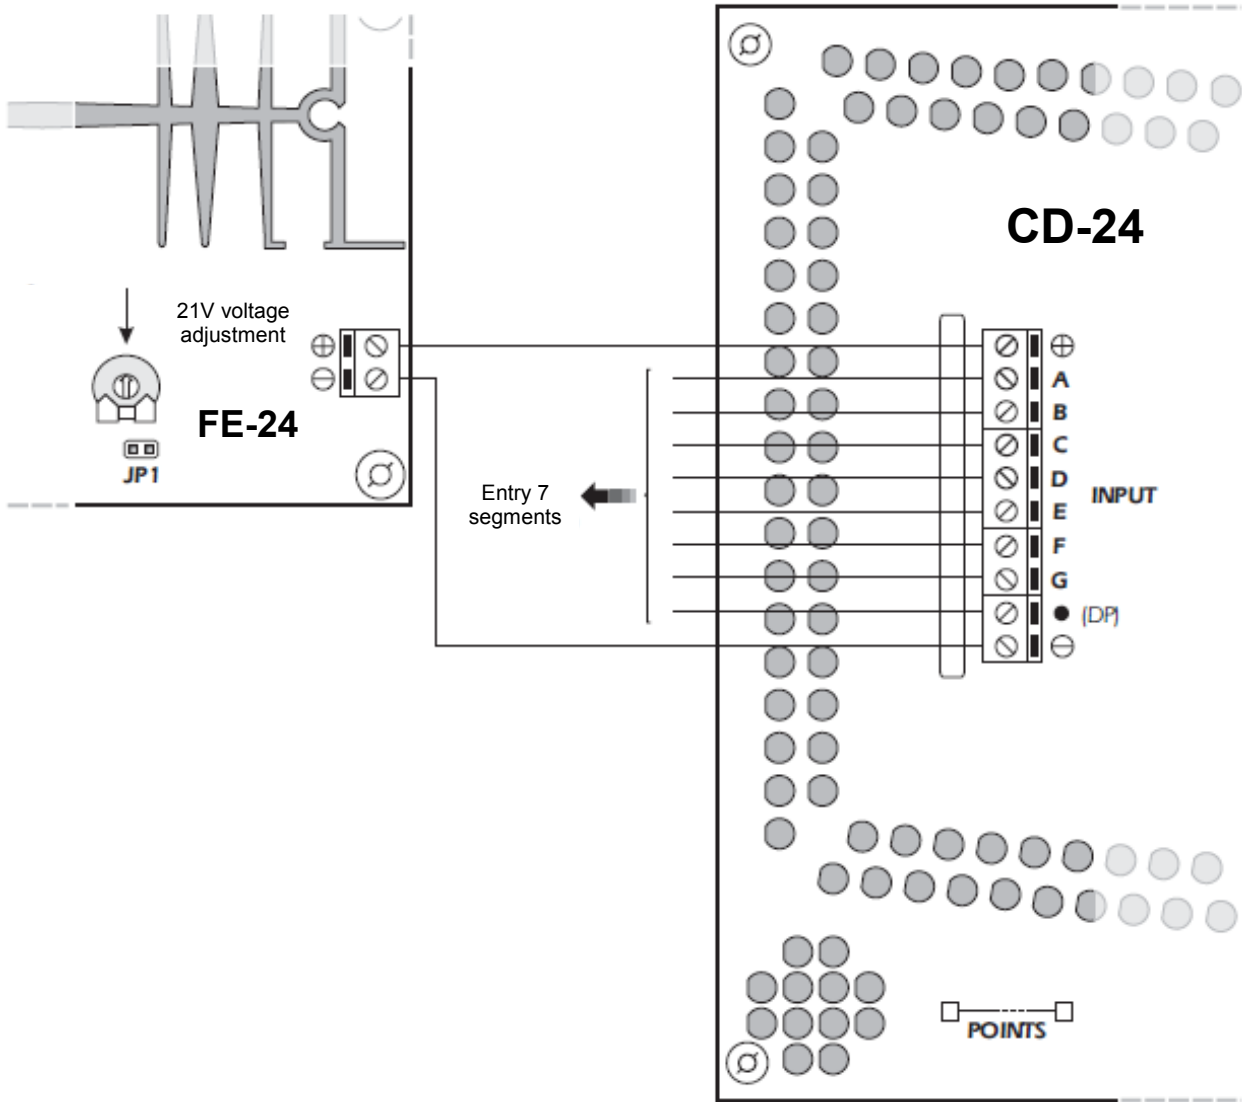 CD-24
21V voltage
adjustment
⊕
⊖
FE-24
JP1
Entry 7
segments
⊕
A
B
C
D
E
F
G
● (DP)
⊖
INPUT
POINTS